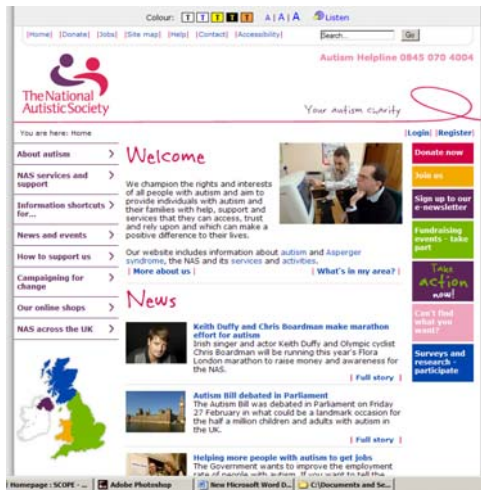 Colour: T T T T T A | A | A Listen
|Home| |Donate| |Jobs| |Site map| |Help| |Contact| |Accessibility| Search... Go
Autism Helpline 0845 070 4004
The National
Autistic Society
Your autism charity
You are here: Home
|Login| |Register|
About autism
NAS services and
support
Information shortcuts
for...
News and events
How to support us
Campaigning for
change
Our online shops
NAS across the UK
Welcome
We champion the rights and interests
of all people with autism and aim to
provide individuals with autism and
their families with help, support and
services that they can access, trust
and rely upon and which can make a
positive difference to their lives.
Our website includes information about autism and Asperger
syndrome, the NAS and its services and activities.
| More about us |
| What's in my area? |
News
Keith Duffy and Chris Boardman make marathon
effort for autism
Irish singer and actor Keith Duffy and Olympic cyclist
Chris Boardman will be running this year's Flora
London marathon to raise money and awareness for
the NAS.
| Full story |
Autism Bill debated in Parliament
The Autism Bill was debated in Parliament on Friday
27 February in what could be a landmark occasion for
the half a million children and adults with autism in
the UK.
| Full story |
Helping more people with autism to get jobs
The Government wants to improve the employment
rate of people with autism. If you want to tell the
Donate now
Join us
Sign up to our
e-newsletter
Fundraising
events - take
part
Take
action
now!
Can't find
what you
want?
Surveys and
research -
participate
Homepage : SCOPE - ...
Adobe Photoshop
New Microsoft Word D...
C:\Documents and Se...